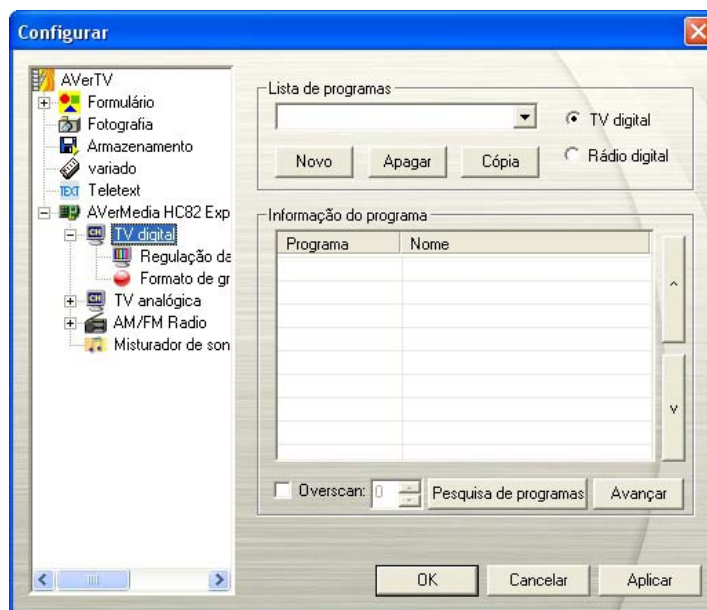 Configurar
AVerTV
Formulário
Fotografia
Armazenamento
variado
TEXT Teletext
AVerMedia HC82 Exp
CH TV digital
Regulação da
Formato de gr
CH TV analógica
AM/FM Radio
Misturador de son
Lista de programas
TV digital
Rádio digital
Novo Apagar Cópia
Informação do programa
Programa Nome
^
v
Overscan: 0 Pesquisa de programas Avançar
OK Cancelar Aplicar